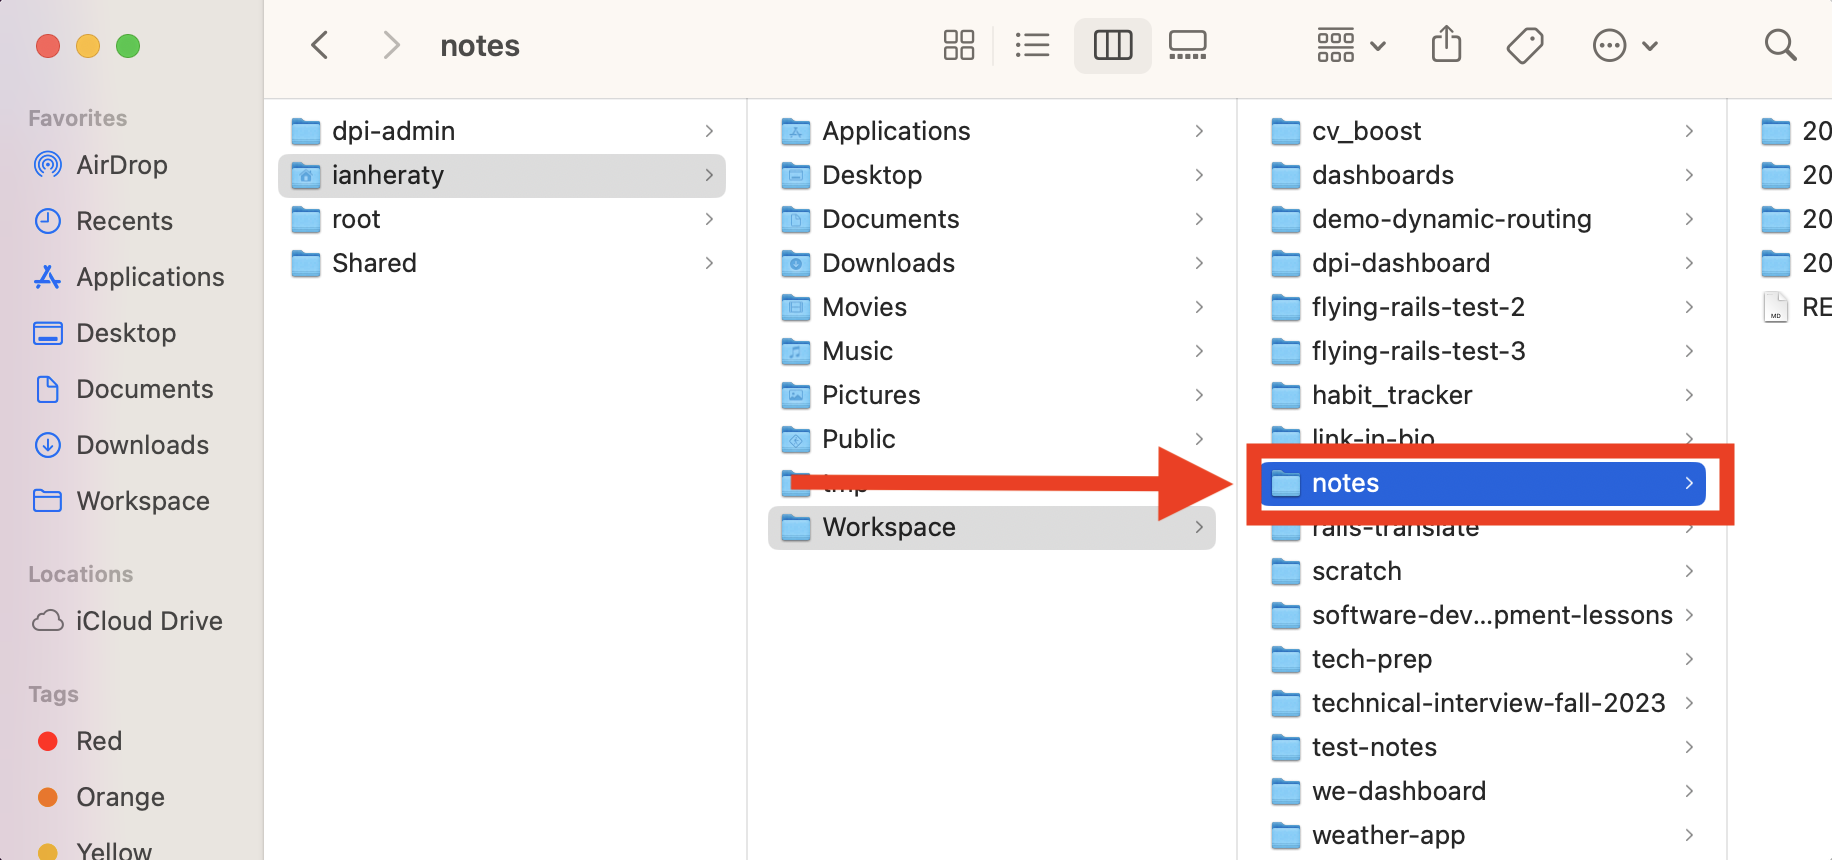 notes
Favorites
AirDrop
Recents
Applications
Desktop
Documents
Downloads
Workspace
Locations
iCloud Drive
Tags
Red
Orange
Yellow
dpi-admin
ianheraty
root
Shared
Applications
Desktop
Documents
Downloads
Movies
Music
Pictures
Public
tmp
Workspace
cv_boost
dashboards
demo-dynamic-routing
dpi-dashboard
flying-rails-test-2
flying-rails-test-3
habit_tracker
link-in-bio
notes
rails-translate
scratch
software-dev...pment-lessons
tech-prep
technical-interview-fall-2023
test-notes
we-dashboard
weather-app
20
20
20
20
MD RE